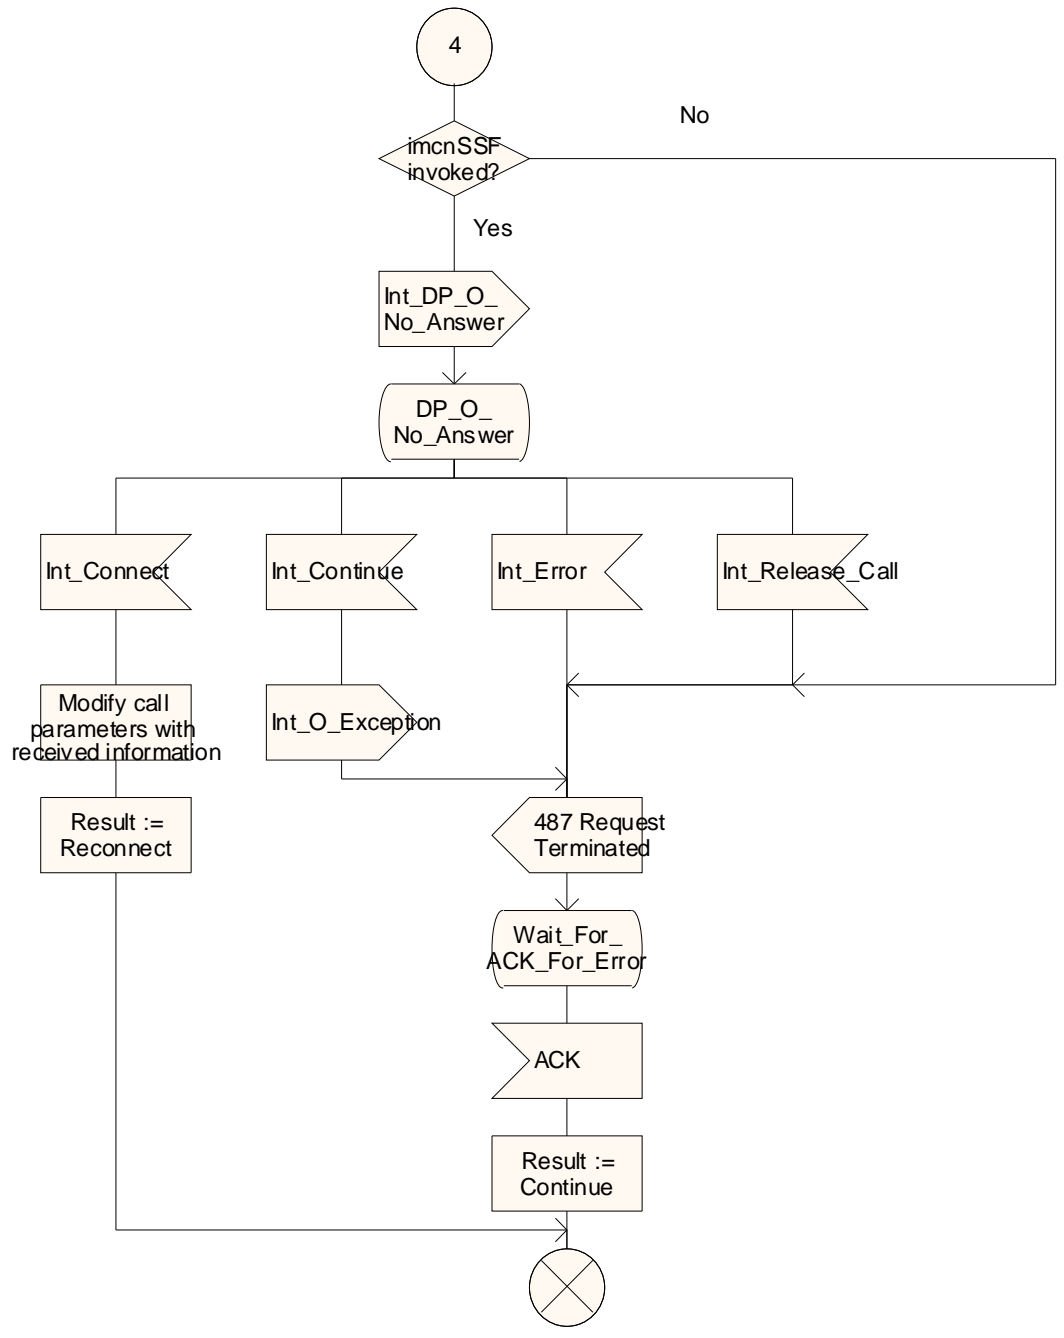 4
No
imcnSSF
invoked?
Yes
Int_DP_O_
No_Answer
DP_O_
No_Answer
Int_Connect
Int_Continue
Int_Error
Int_Release_Call
Modify call
parameters with
received information
Int_O_Exception
Result :=
Reconnect
487 Request
Terminated
Wait_For_
ACK_For_Error
ACK
Result :=
Continue